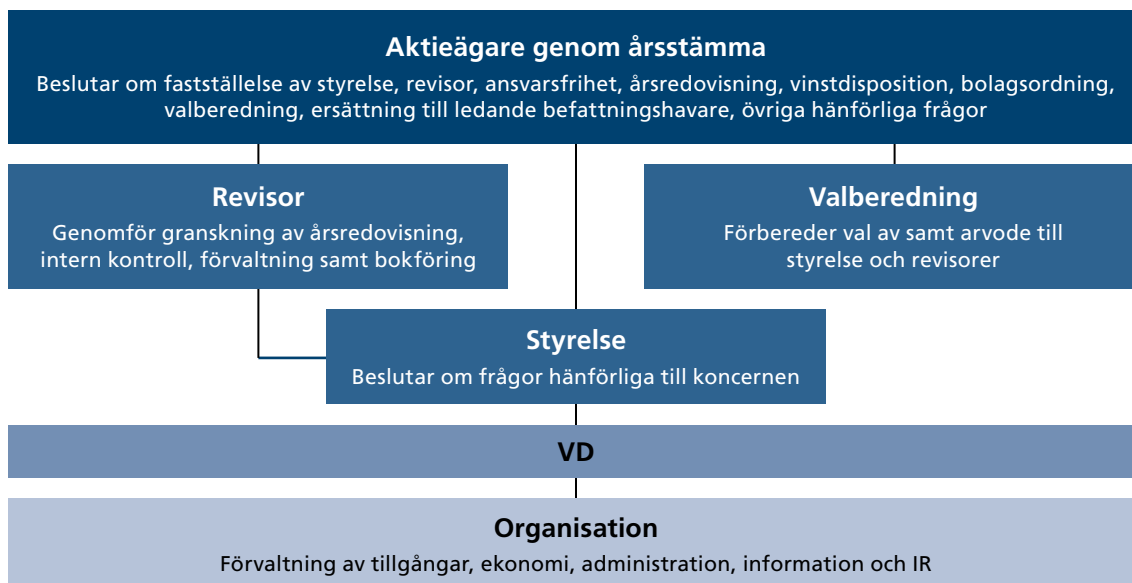 Aktieägare genom årsstämma
Beslutar om fastställelse av styrelse, revisor, ansvarsfrihet, årsredovisning, vinstdisposition, bolagsordning,
valberedning, ersättning till ledande befattningshavare, övriga hänförliga frågor
Revisor
Genomför granskning av årsredovisning,
intern kontroll, förvaltning samt bokföring
Valberedning
Förbereder val av samt arvode till
styrelse och revisorer
Styrelse
Beslutar om frågor hänförliga till koncernen
VD
Organisation
Förvaltning av tillgångar, ekonomi, administration, information och IR